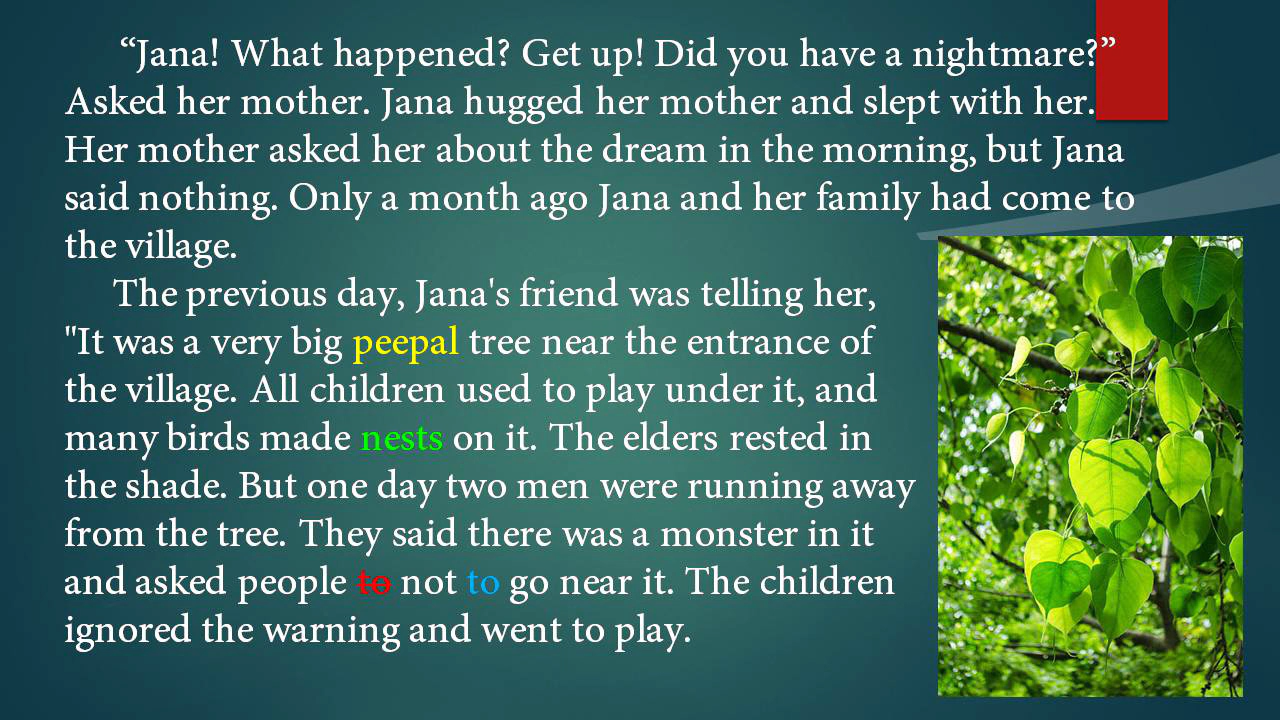 “Jana! What happened? Get up! Did you have a nightmare?”
Asked her mother. Jana hugged her mother and slept with her.
Her mother asked her about the dream in the morning, but Jana
said nothing. Only a month ago Jana and her family had come to
the village.
The previous day, Jana's friend was telling her,
"It was a very big peepal tree near the entrance of
the village. All children used to play under it, and
many birds made nests on it. The elders rested in
the shade. But one day two men were running away
from the tree. They said there was a monster in it
and asked people to not to go near it. The children
ignored the warning and went to play.